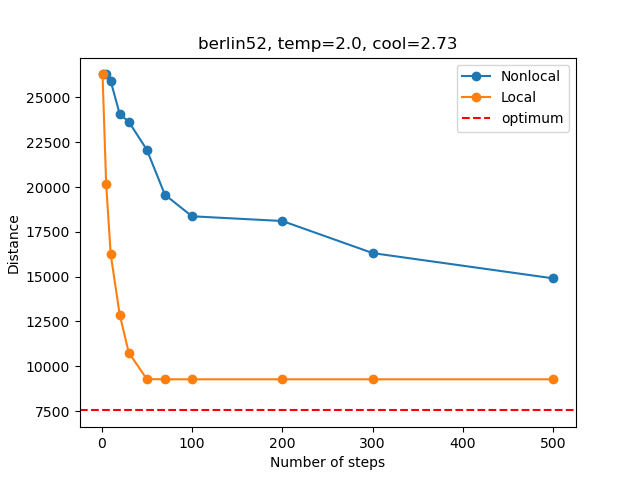 berlin52, temp=2.0, cool=2.73
Nonlocal
Local
optimum
Distance
25000
22500
20000
17500
15000
12500
10000
7500
0 100 200 300 400 500
Number of steps